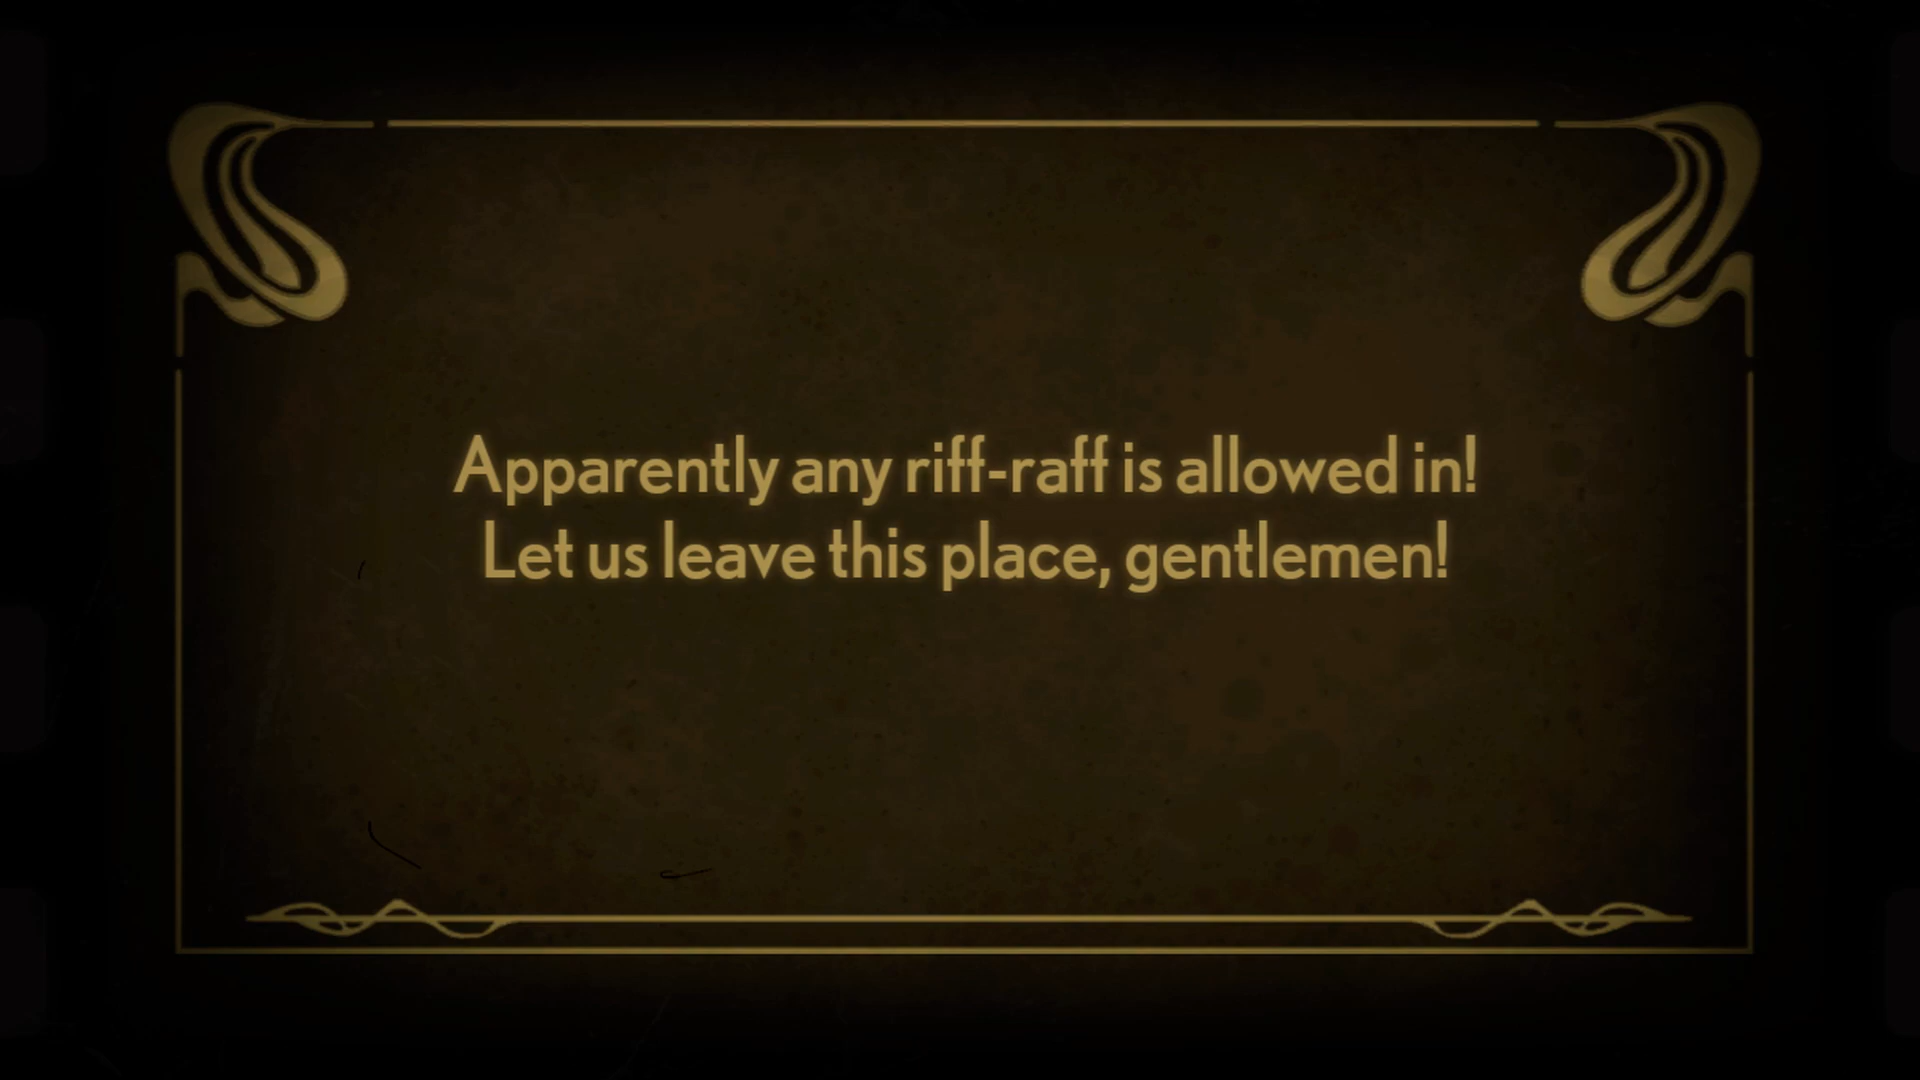 Apparently any riff-raff is allowed in!
Let us leave this place, gentlemen!